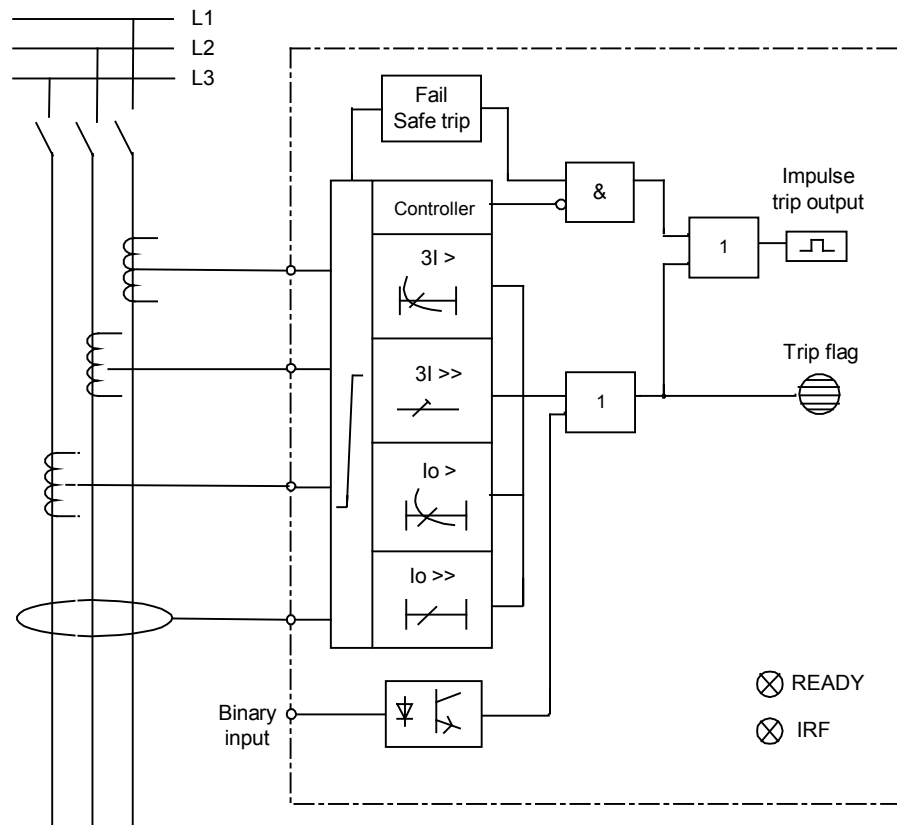 L1
L2
L3
Fail
Safe trip
Controller
&
Impulse
trip output
1
3I >
3I >>
Trip flag
1
Io >
Io >>
Binary
input
READY
IRF